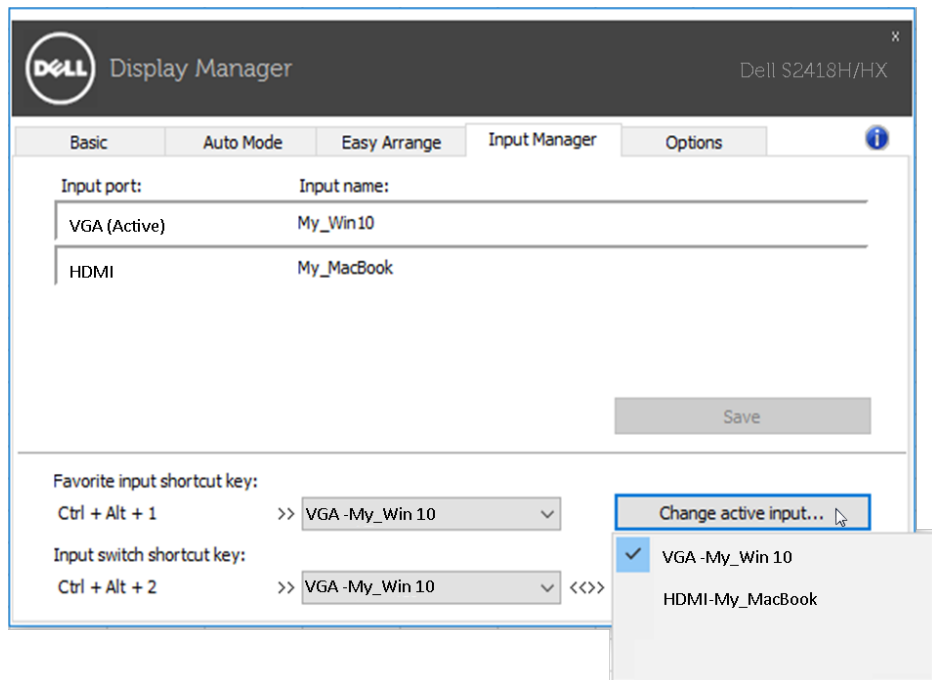 x
DELL Display Manager
Dell S2418H/HX
Basic Auto Mode Easy Arrange Input Manager Options i
Input port: Input name:
VGA (Active) My_Win10
HDMI My_MacBook
Save
Favorite input shortcut key:
Ctrl + Alt + 1 >> VGA -My_Win 10 Change active input...
Input switch shortcut key:
Ctrl + Alt + 2 >> VGA -My_Win 10 <<>>
VGA -My_Win 10
HDMI-My_MacBook